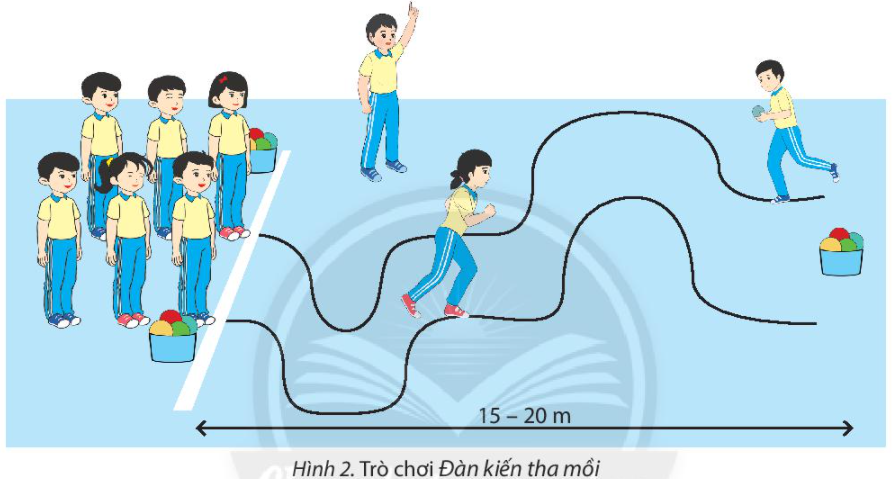 15 – 20 m
Hình 2. Trò chơi Đàn kiến tha mồi